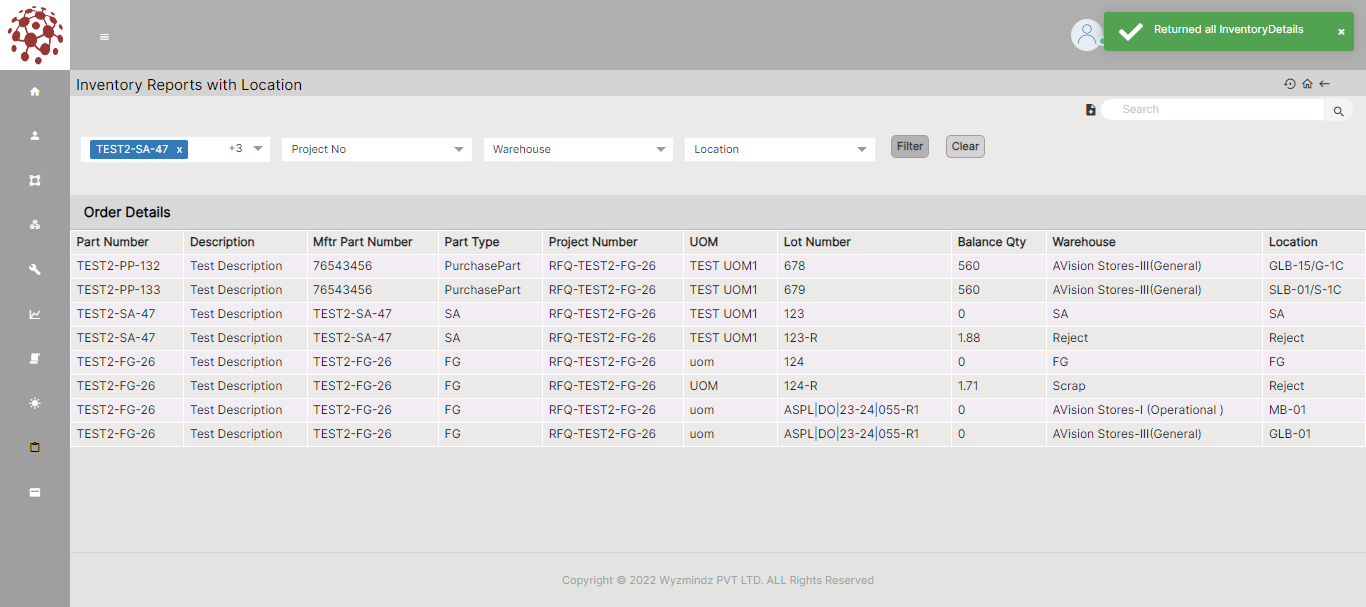 Returned all InventoryDetails ×
Inventory Reports with Location
Search
TEST2-SA-47 x +3 Project No Warehouse Location Filter Clear
Order Details
Part Number Description Mftr Part Number Part Type Project Number UOM Lot Number Balance Qty Warehouse Location
TEST2-PP-132 Test Description 76543456 PurchasePart RFQ-TEST2-FG-26 TEST UOM1 678 560 AVision Stores-III(General) GLB-15/G-1C
TEST2-PP-133 Test Description 76543456 PurchasePart RFQ-TEST2-FG-26 TEST UOM1 679 560 AVision Stores-III(General) SLB-01/S-1C
TEST2-SA-47 Test Description TEST2-SA-47 SA RFQ-TEST2-FG-26 TEST UOM1 123 0 SA SA
TEST2-SA-47 Test Description TEST2-SA-47 SA RFQ-TEST2-FG-26 TEST UOM1 123-R 1.88 Reject Reject
TEST2-FG-26 Test Description TEST2-FG-26 FG RFQ-TEST2-FG-26 uom 124 0 FG FG
TEST2-FG-26 Test Description TEST2-FG-26 FG RFQ-TEST2-FG-26 UOM 124-R 1.71 Scrap Reject
TEST2-FG-26 Test Description TEST2-FG-26 FG RFQ-TEST2-FG-26 uom ASPL|DO|23-24|055-R1 0 AVision Stores-I (Operational ) MB-01
TEST2-FG-26 Test Description TEST2-FG-26 FG RFQ-TEST2-FG-26 uom ASPL|DO|23-24|055-R1 0 AVision Stores-III(General) GLB-01
Copyright © 2022 Wyzmindz PVT LTD. ALL Rights Reserved